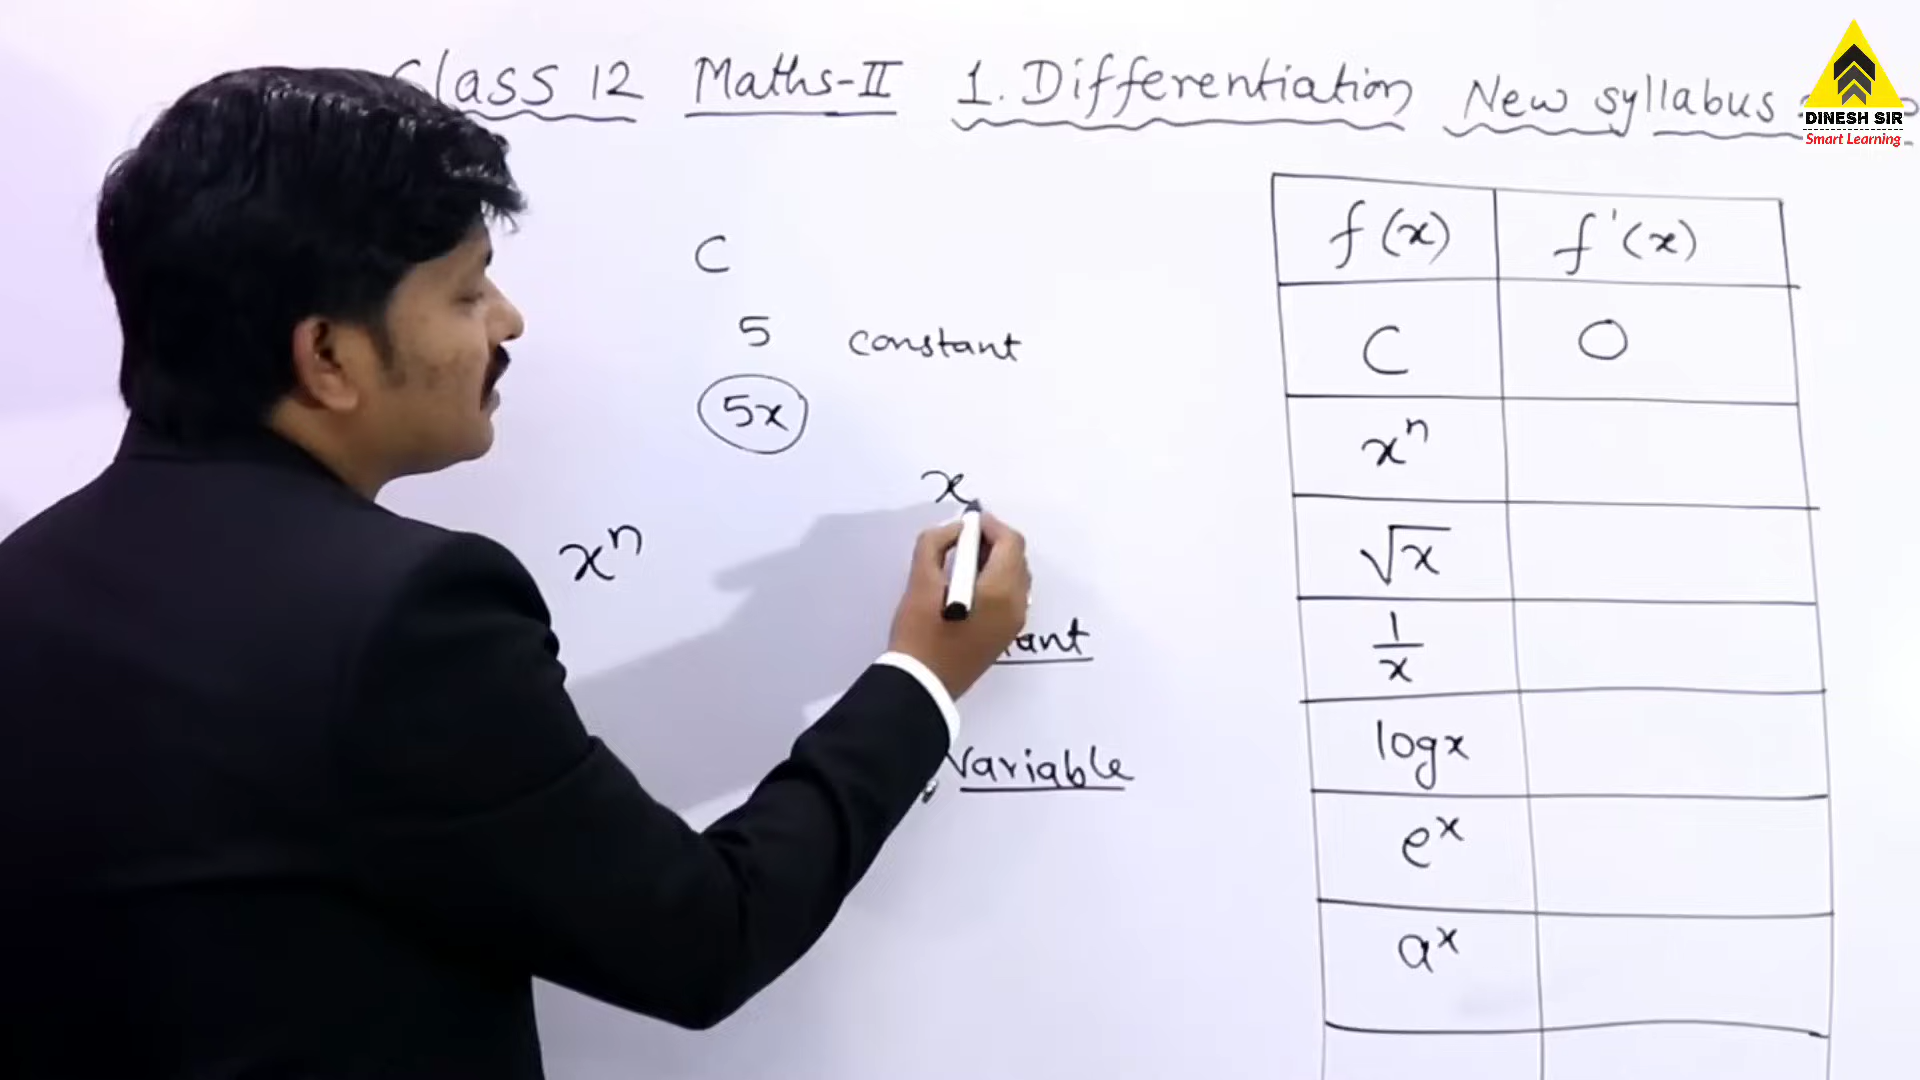 Class 12 Maths-II 1. Differentiation New syllabus
DINESH SIR
Smart Learning
C
5 constant
5x
x
xⁿ
Variable
f(x) f'(x)
C 0
xⁿ
√x
1/x
logx
eˣ
aˣ